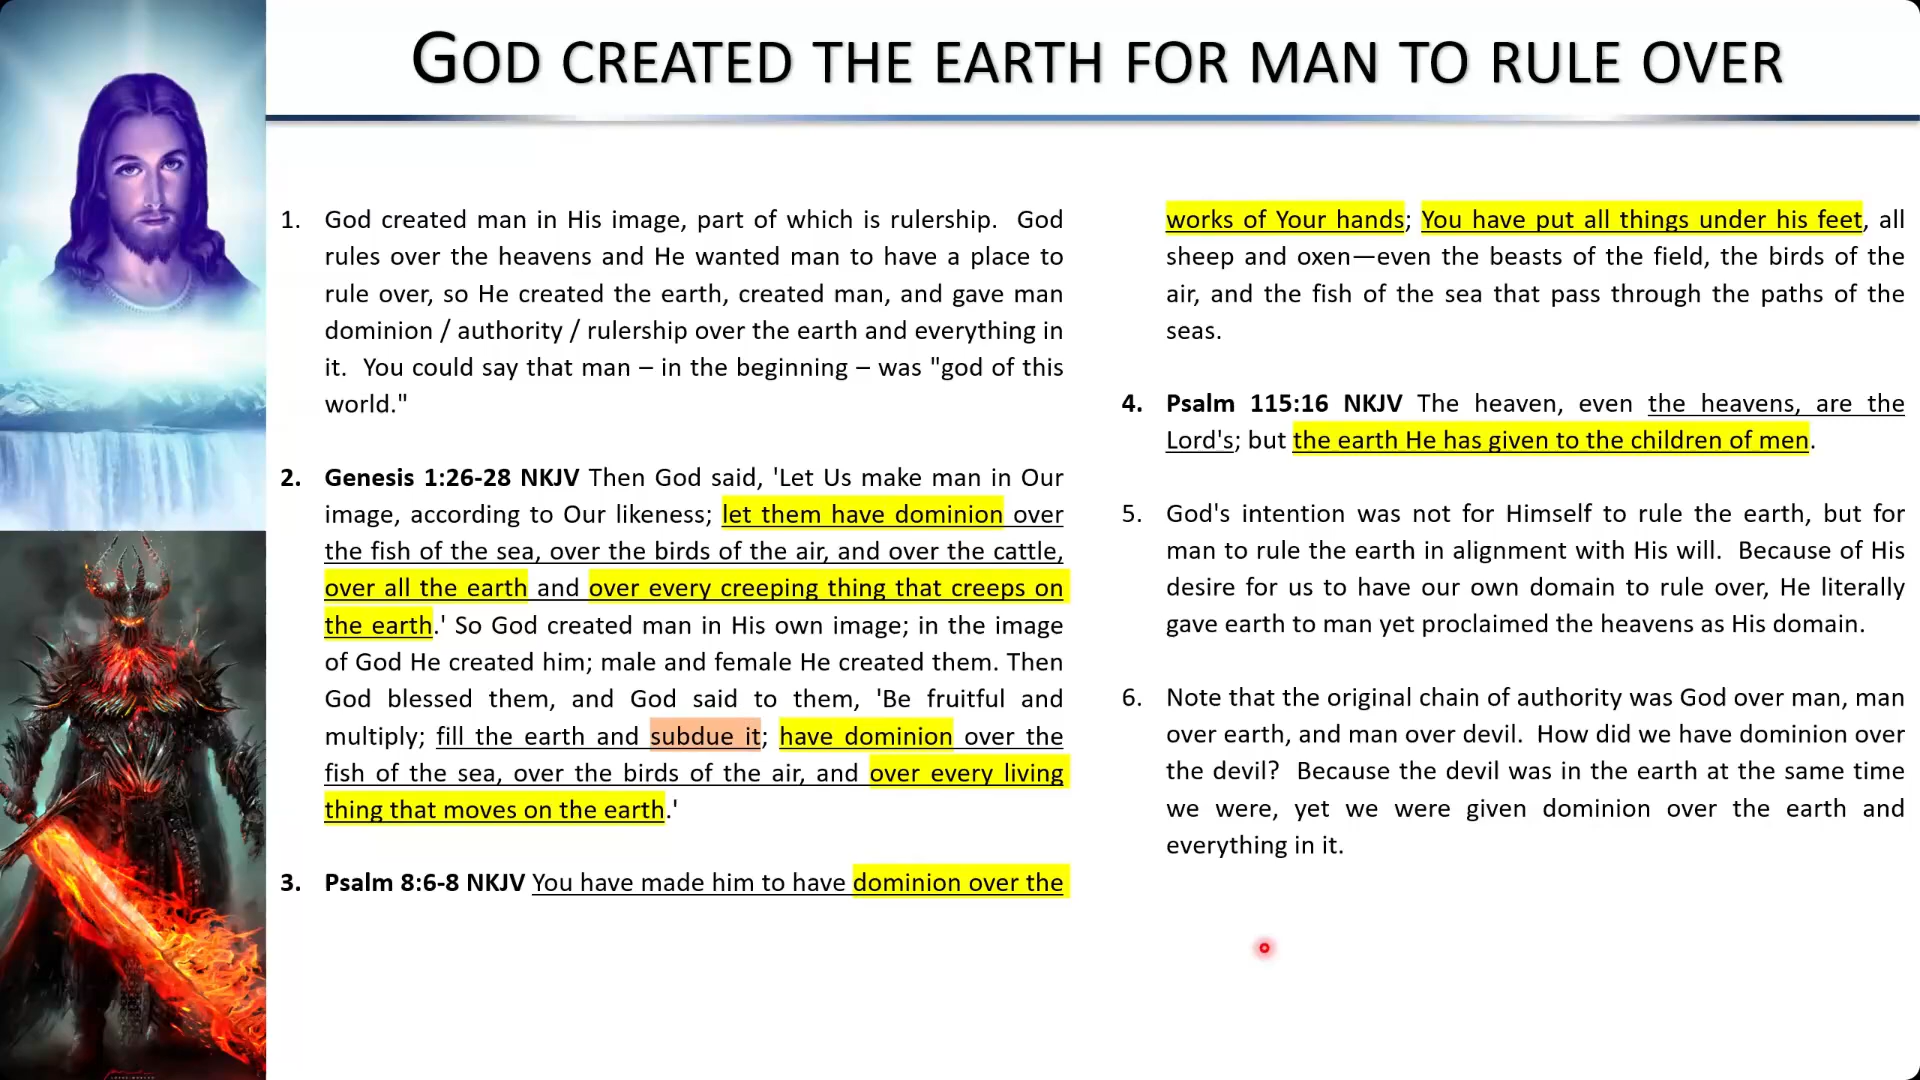 GOD CREATED THE EARTH FOR MAN TO RULE OVER
1. God created man in His image, part of which is rulership. God
rules over the heavens and He wanted man to have a place to
rule over, so He created the earth, created man, and gave man
dominion / authority / rulership over the earth and everything in
it. You could say that man – in the beginning – was "god of this
world."
2. Genesis 1:26-28 NKJV Then God said, 'Let Us make man in Our
image, according to Our likeness; let them have dominion over
the fish of the sea, over the birds of the air, and over the cattle,
over all the earth and over every creeping thing that creeps on
the earth.' So God created man in His own image; in the image
of God He created him; male and female He created them. Then
God blessed them, and God said to them, 'Be fruitful and
multiply; fill the earth and subdue it; have dominion over the
fish of the sea, over the birds of the air, and over every living
thing that moves on the earth.'
3. Psalm 8:6-8 NKJV You have made him to have dominion over the
works of Your hands; You have put all things under his feet, all
sheep and oxen—even the beasts of the field, the birds of the
air, and the fish of the sea that pass through the paths of the
seas.
4. Psalm 115:16 NKJV The heaven, even the heavens, are the
Lord's; but the earth He has given to the children of men.
5. God's intention was not for Himself to rule the earth, but for
man to rule the earth in alignment with His will. Because of His
desire for us to have our own domain to rule over, He literally
gave earth to man yet proclaimed the heavens as His domain.
6. Note that the original chain of authority was God over man, man
over earth, and man over devil. How did we have dominion over
the devil? Because the devil was in the earth at the same time
we were, yet we were given dominion over the earth and
everything in it.